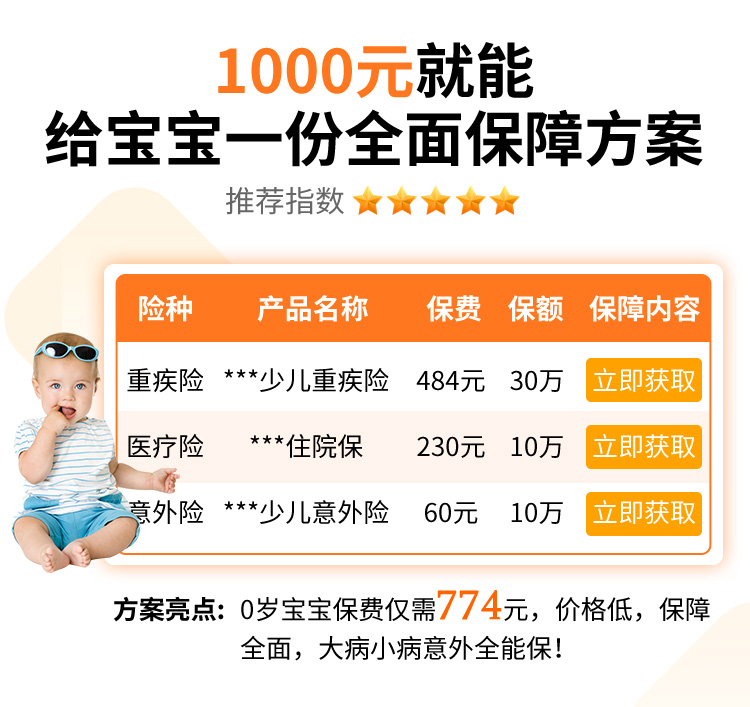 1000元就能
给宝宝一份全面保障方案
推荐指数
险种 产品名称 保费 保额 保障内容
重疾险 ***少儿重疾险 484元 30万 立即获取
医疗险 ***住院保 230元 10万 立即获取
意外险 ***少儿意外险 60元 10万 立即获取
方案亮点: 0岁宝宝保费仅需774元，价格低，保障
全面，大病小病意外全能保！